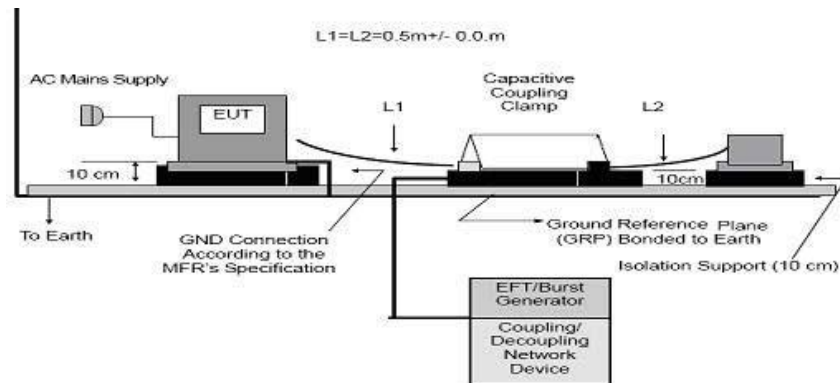 L1=L2=0.5m+/- 0.0.m
AC Mains Supply
EUT
L1
Capacitive
Coupling
Clamp
L2
10 cm
10cm
To Earth
GND Connection
According to the
MFR's Specification
Ground Reference Plane
(GRP) Bonded to Earth
Isolation Support (10 cm)
EFT/Burst
Generator
Coupling/
Decoupling
Network
Device